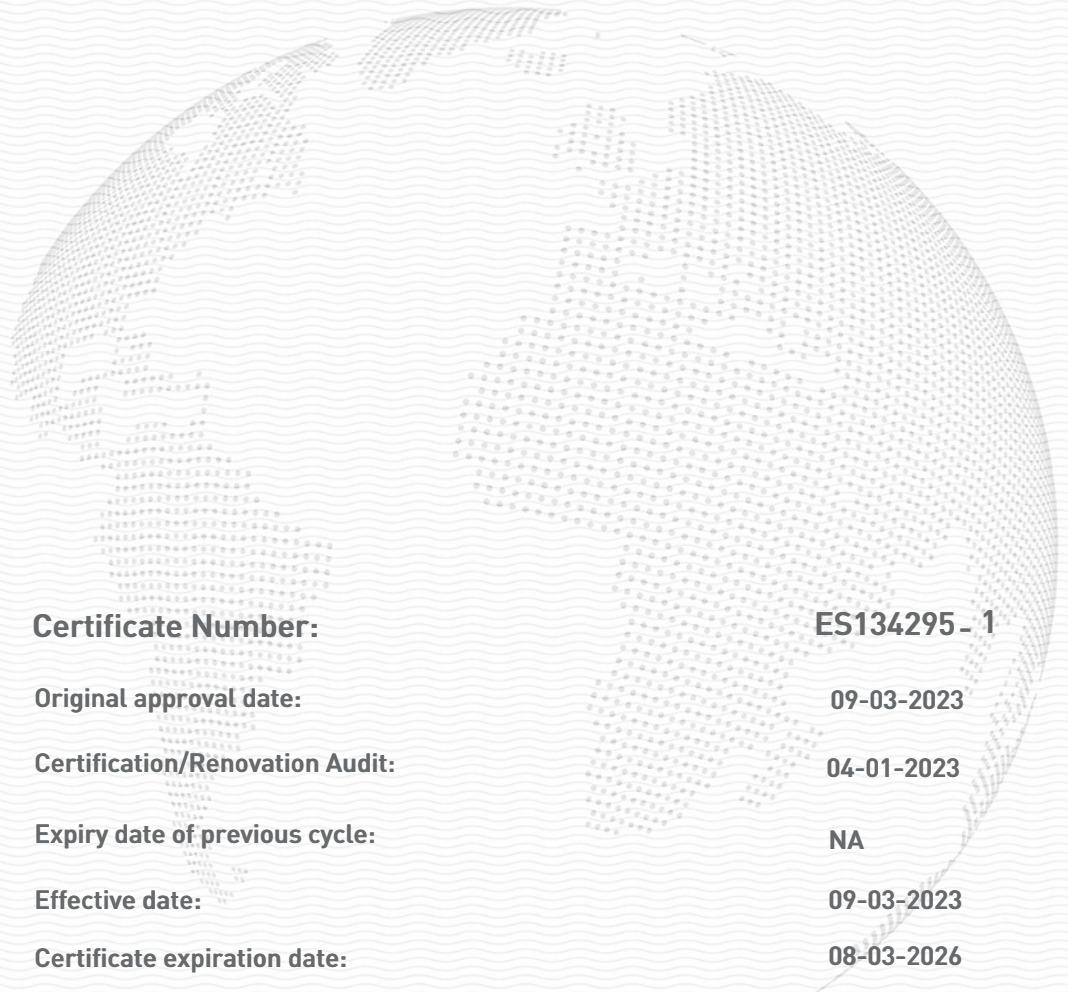 Certificate Number: ES134295- 1
Original approval date: 09-03-2023
Certification/Renovation Audit: 04-01-2023
Expiry date of previous cycle: NA
Effective date: 09-03-2023
Certificate expiration date: 08-03-2026